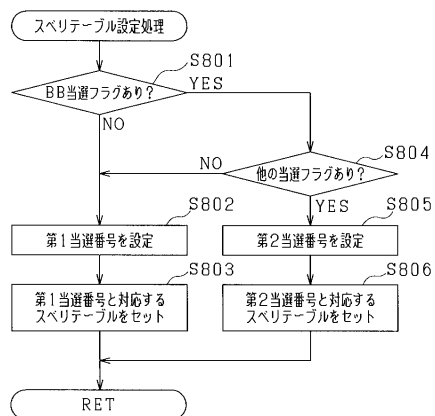 スベリテーブル設定処理
S801
BB当選フラグあり?
YES
NO
S804
他の当選フラグあり?
NO
YES
S802
第1当選番号を設定
S805
第2当選番号を設定
S803
第1当選番号と対応する
スベリテーブルをセット
S806
第2当選番号と対応する
スベリテーブルをセット
RET